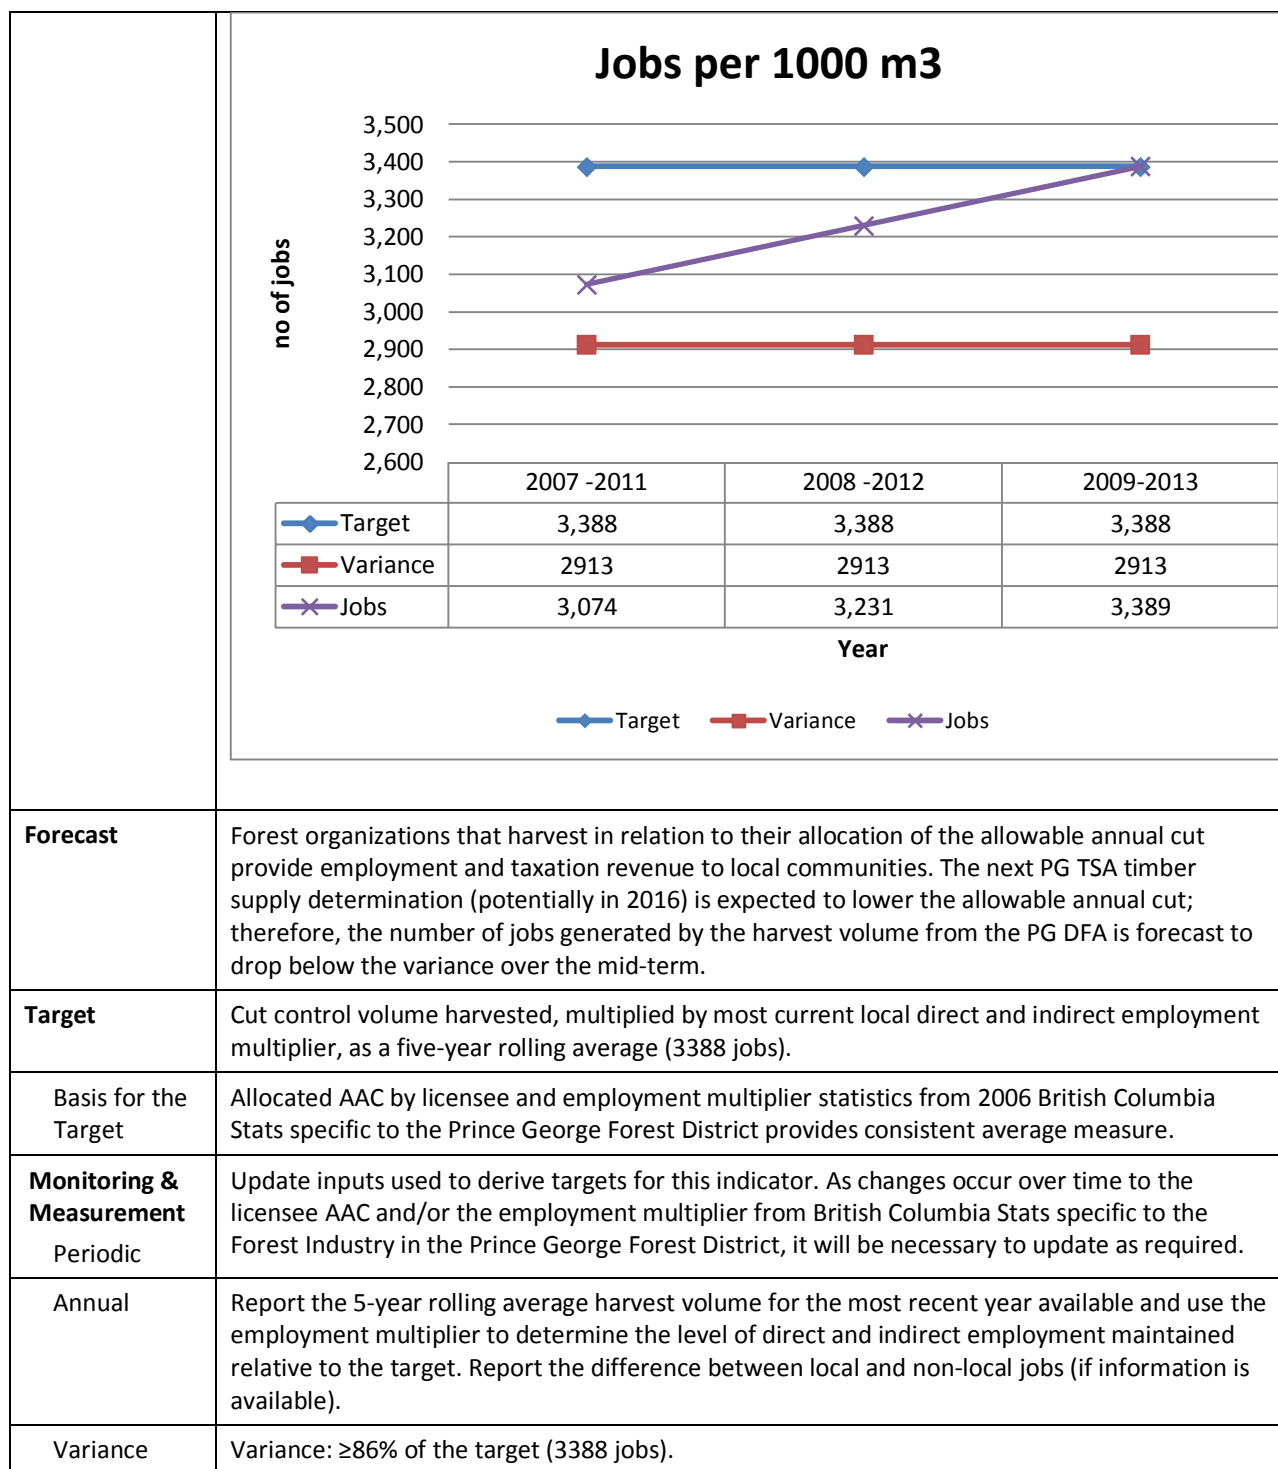 Jobs per 1000 m3
3,500
3,400
3,300
3,200
3,100
3,000
2,900
2,800
2,700
2,600
no of jobs
2007 -2011 2008 -2012 2009-2013
Target 3,388 3,388 3,388
Variance 2913 2913 2913
Jobs 3,074 3,231 3,389
Year
Target Variance Jobs
Forecast
Forest organizations that harvest in relation to their allocation of the allowable annual cut
provide employment and taxation revenue to local communities. The next PG TSA timber
supply determination (potentially in 2016) is expected to lower the allowable annual cut;
therefore, the number of jobs generated by the harvest volume from the PG DFA is forecast to
drop below the variance over the mid-term.
Target
Cut control volume harvested, multiplied by most current local direct and indirect employment
multiplier, as a five-year rolling average (3388 jobs).
Basis for the
Target
Allocated AAC by licensee and employment multiplier statistics from 2006 British Columbia
Stats specific to the Prince George Forest District provides consistent average measure.
Monitoring &
Measurement
Periodic
Update inputs used to derive targets for this indicator. As changes occur over time to the
licensee AAC and/or the employment multiplier from British Columbia Stats specific to the
Forest Industry in the Prince George Forest District, it will be necessary to update as required.
Annual
Report the 5-year rolling average harvest volume for the most recent year available and use the
employment multiplier to determine the level of direct and indirect employment maintained
relative to the target. Report the difference between local and non-local jobs (if information is
available).
Variance
Variance: ≥86% of the target (3388 jobs).